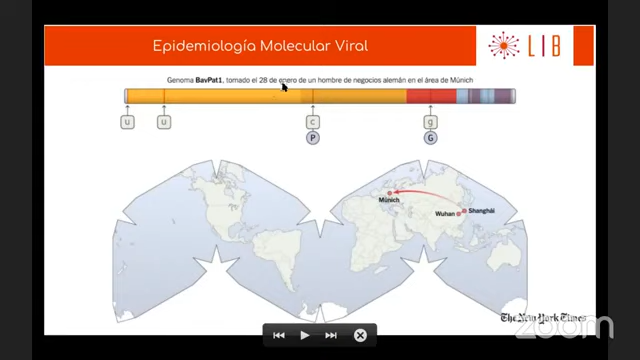 Epidemiología Molecular Viral
LIB
Genoma BavPat1, tomado el 28 de enero de un hombre de negocios alemán en el área de Múnich
u u c g
P G
Múnich
Shanghái
Wuhan
The New York Times
zoom